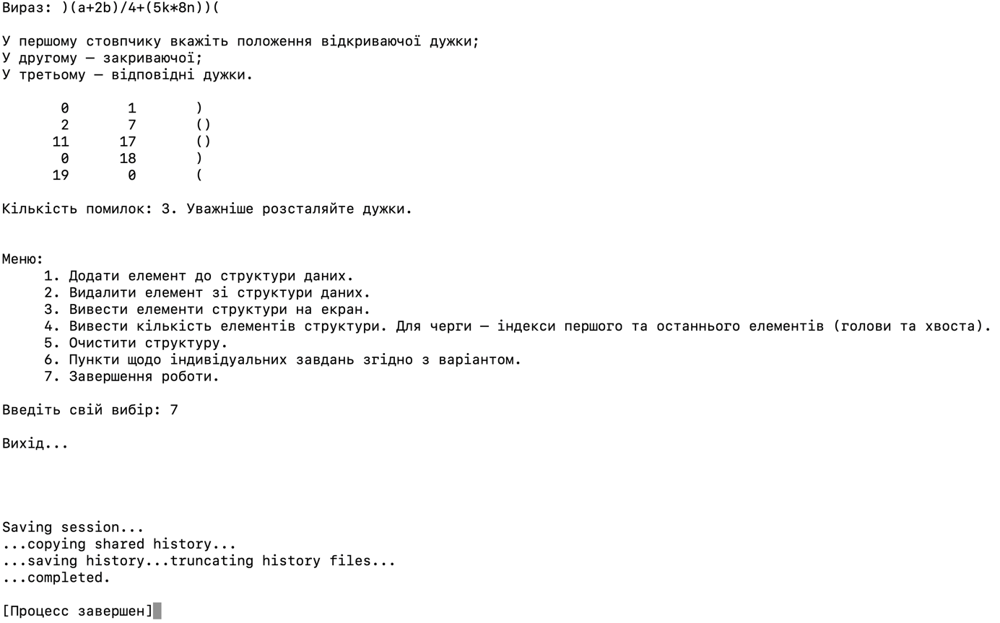 Вираз: )(a+2b)/4+(5k*8n))(
У першому стовпчику вкажіть положення відкриваючої дужки;
У другому — закриваючої;
У третьому — відповідні дужки.
0 1 )
2 7 ()
11 17 ()
0 18 )
19 0 (
Кількість помилок: 3. Уважніше розсталяйте дужки.
Меню:
1. Додати елемент до структури даних.
2. Видалити елемент зі структури даних.
3. Вивести елементи структури на екран.
4. Вивести кількість елементів структури. Для черги — індекси першого та останнього елементів (голови та хвоста).
5. Очистити структуру.
6. Пункти щодо індивідуальних завдань згідно з варіантом.
7. Завершення роботи.
Введіть свій вибір: 7
Вихід...
Saving session...
...copying shared history...
...saving history...truncating history files...
...completed.
[Процесс завершен]